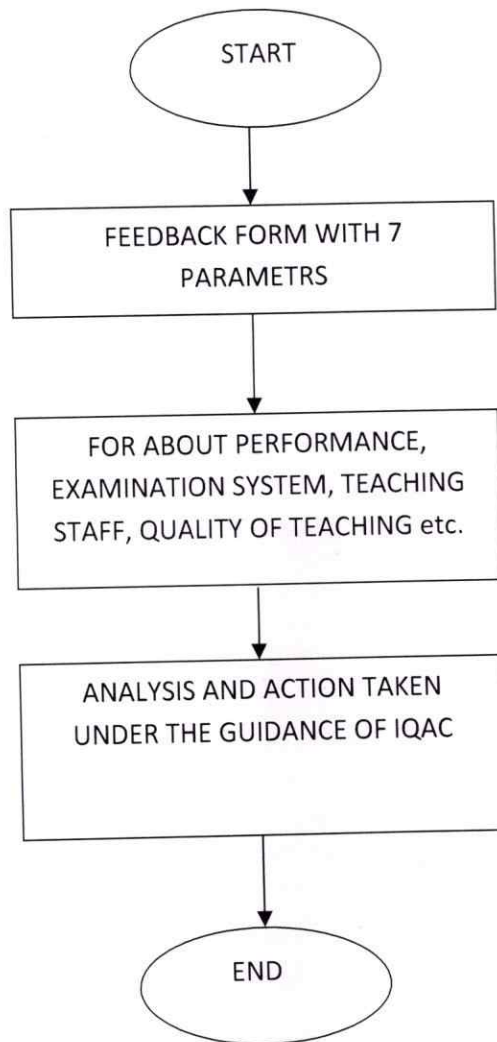 START
FEEDBACK FORM WITH 7
PARAMETRS
FOR ABOUT PERFORMANCE,
EXAMINATION SYSTEM, TEACHING
STAFF, QUALITY OF TEACHING etc.
ANALYSIS AND ACTION TAKEN
UNDER THE GUIDANCE OF IQAC
END